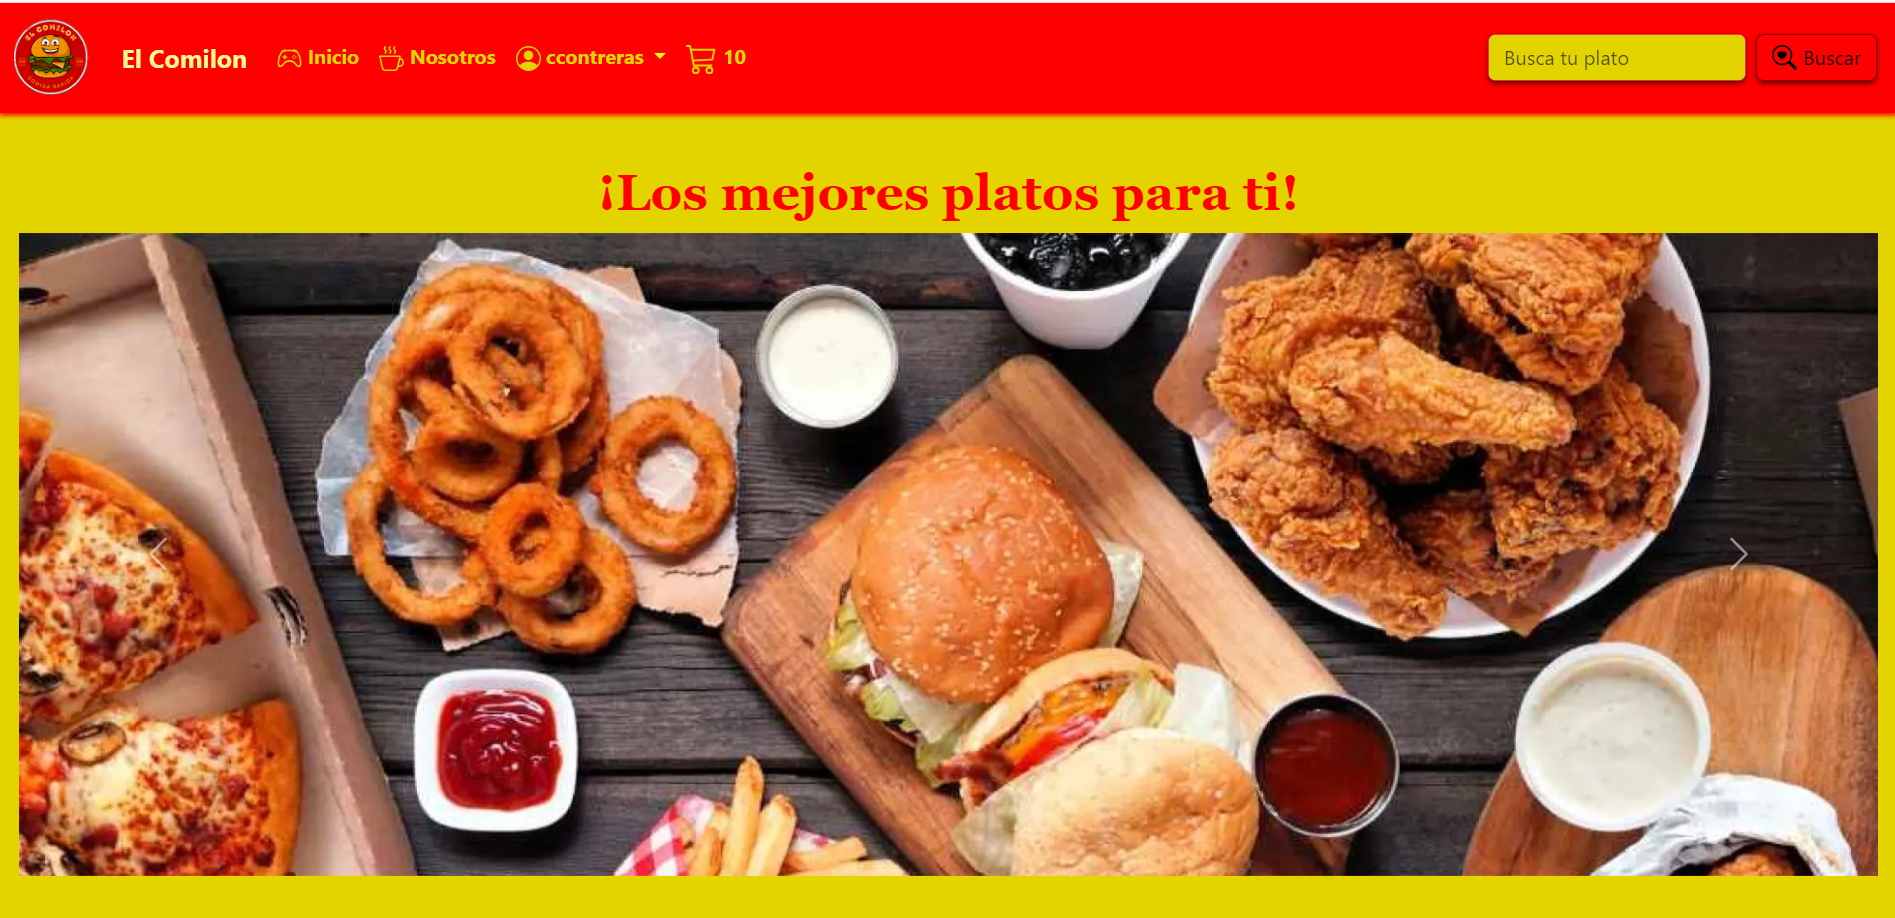 EL COMILON
COMIDA RAPIDA
El Comilon
Inicio
Nosotros
ccontreras
10
Busca tu plato
Buscar
¡Los mejores platos para ti!